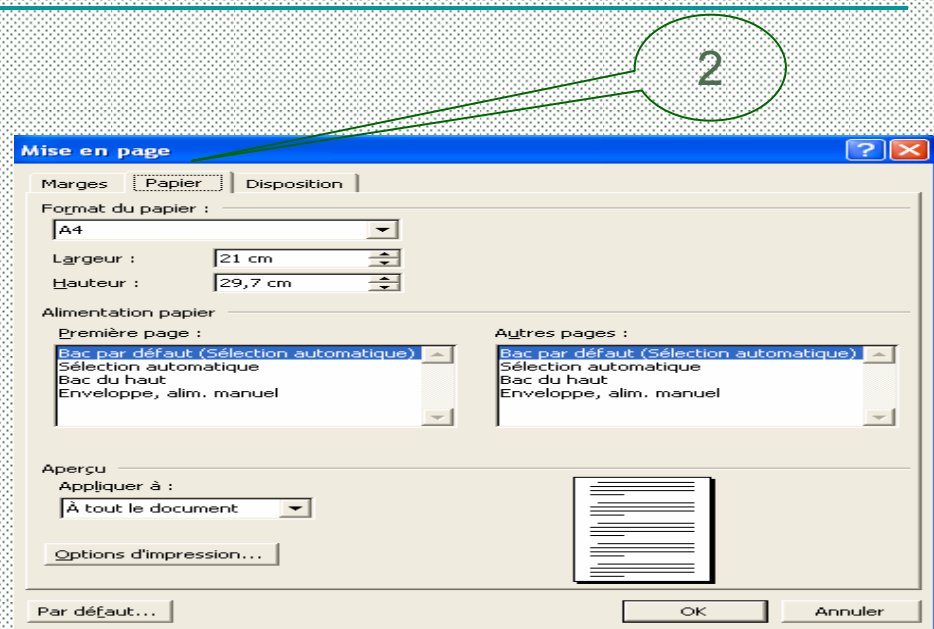 2
Mise en page
Marges Papier Disposition
Format du papier :
A4
Largeur : 21 cm
Hauteur : 29,7 cm
Alimentation papier
Première page : Autres pages :
Bac par défaut (Sélection automatique) Bac par défaut (Sélection automatique)
Sélection automatique Sélection automatique
Bac du haut Bac du haut
Enveloppe, alim. manuel Enveloppe, alim. manuel
Aperçu
Appliquer à :
À tout le document
Options d'impression...
Par défaut... OK Annuler